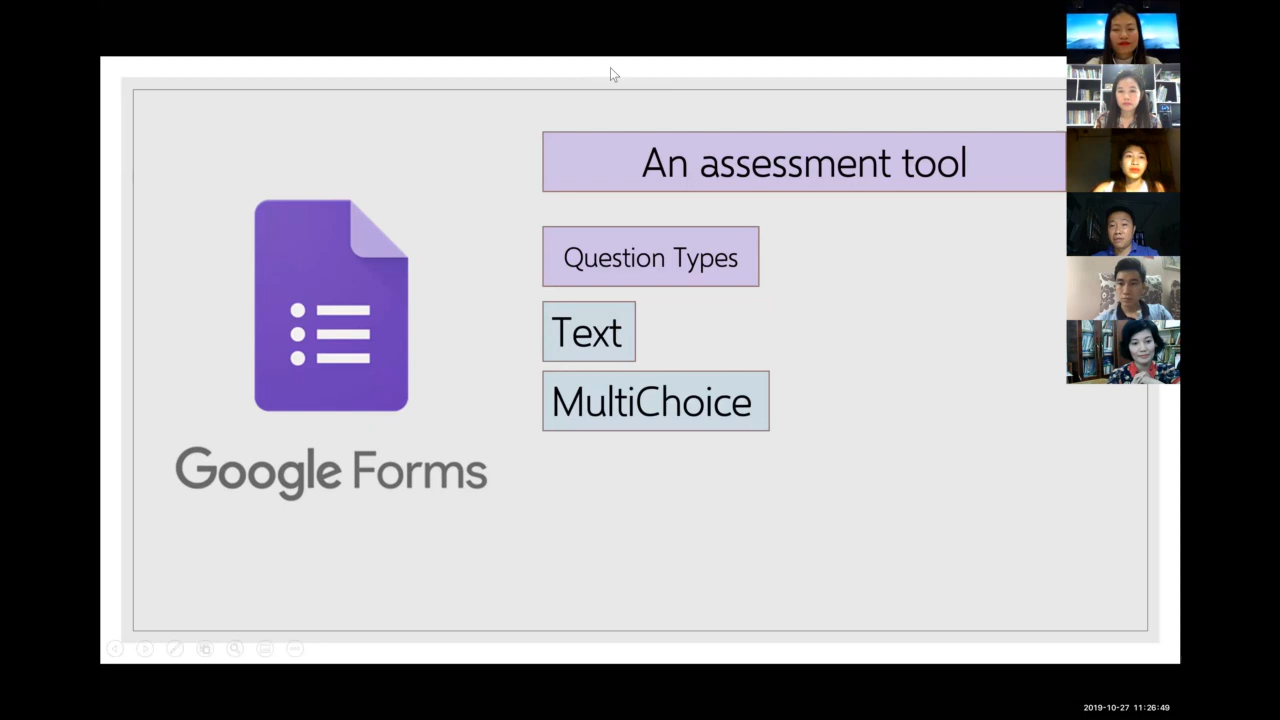 An assessment tool
Question Types
Text
MultiChoice
Google Forms
2019-10-27 11:26:49